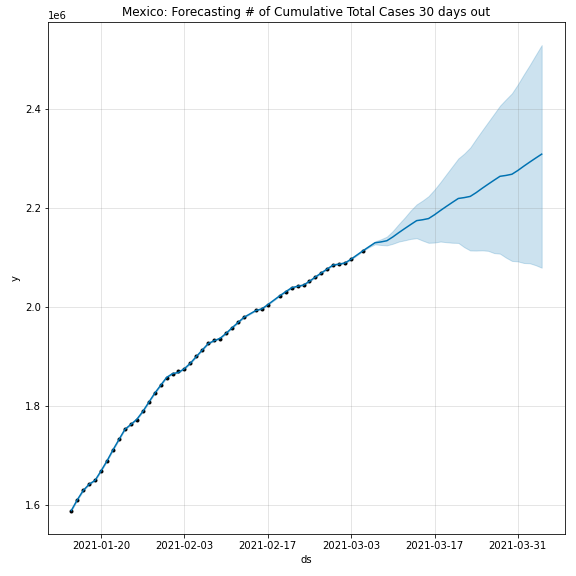 Mexico: Forecasting # of Cumulative Total Cases 30 days out
1e6
2.4
2.2
2.0
1.8
1.6
y
2021-01-20 2021-02-03 2021-02-17 2021-03-03 2021-03-17 2021-03-31
ds